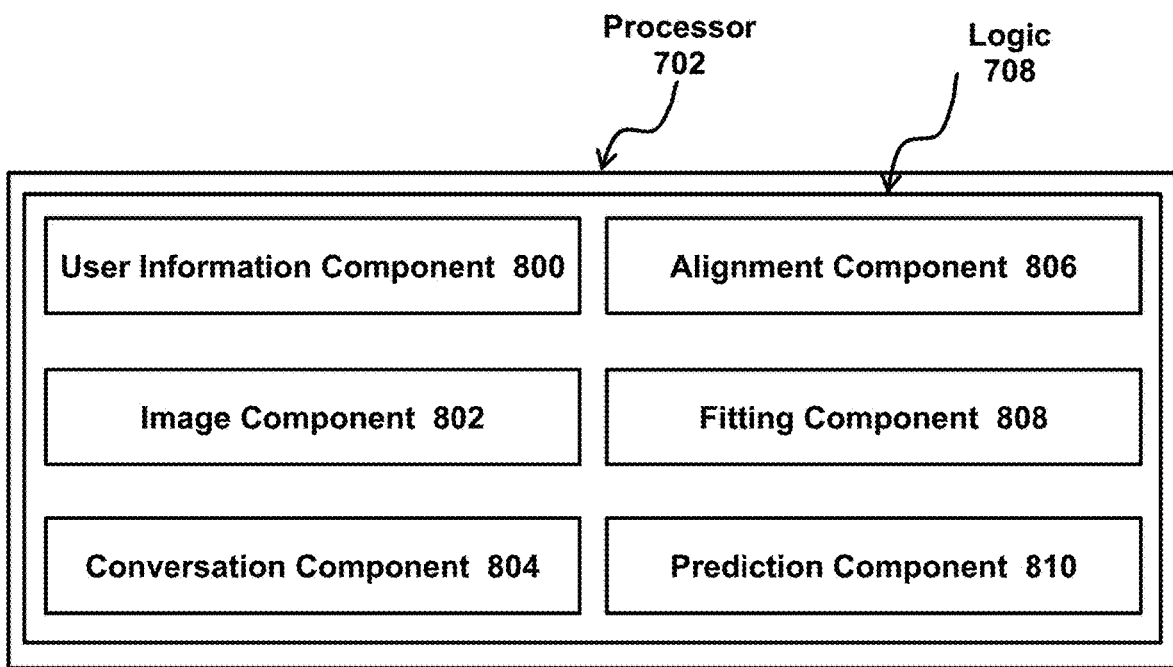 Processor
702
Logic
708
User Information Component 800
Alignment Component 806
Image Component 802
Fitting Component 808
Conversation Component 804
Prediction Component 810